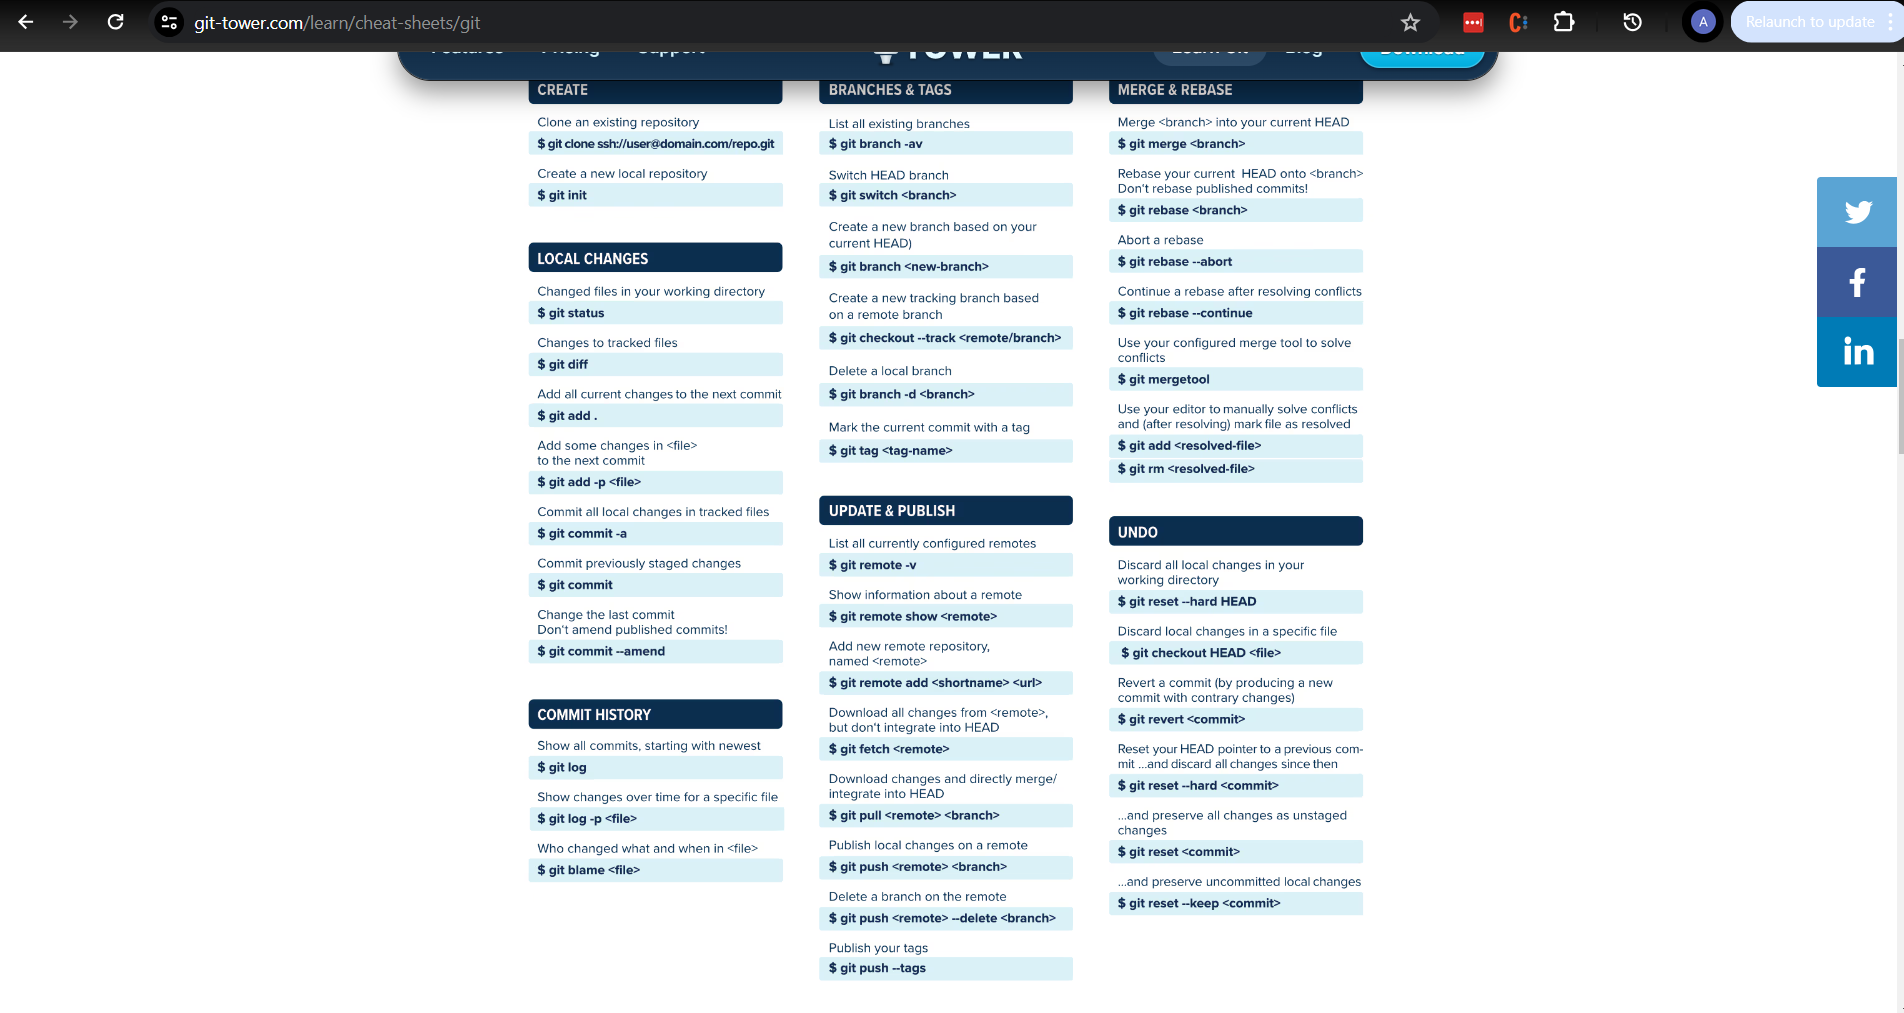 git-tower.com/learn/cheat-sheets/git
A
Relaunch to update
Features
Pricing
Support
TOWER
Learn Git
Blog
Download
CREATE
Clone an existing repository
$ git clone ssh://user@domain.com/repo.git
Create a new local repository
$ git init
LOCAL CHANGES
Changed files in your working directory
$ git status
Changes to tracked files
$ git diff
Add all current changes to the next commit
$ git add .
Add some changes in <file>
to the next commit
$ git add -p <file>
Commit all local changes in tracked files
$ git commit -a
Commit previously staged changes
$ git commit
Change the last commit
Don't amend published commits!
$ git commit --amend
COMMIT HISTORY
Show all commits, starting with newest
$ git log
Show changes over time for a specific file
$ git log -p <file>
Who changed what and when in <file>
$ git blame <file>
BRANCHES & TAGS
List all existing branches
$ git branch -av
Switch HEAD branch
$ git switch <branch>
Create a new branch based on your
current HEAD)
$ git branch <new-branch>
Create a new tracking branch based
on a remote branch
$ git checkout --track <remote/branch>
Delete a local branch
$ git branch -d <branch>
Mark the current commit with a tag
$ git tag <tag-name>
UPDATE & PUBLISH
List all currently configured remotes
$ git remote -v
Show information about a remote
$ git remote show <remote>
Add new remote repository,
named <remote>
$ git remote add <shortname> <url>
Download all changes from <remote>,
but don't integrate into HEAD
$ git fetch <remote>
Download changes and directly merge/
integrate into HEAD
$ git pull <remote> <branch>
Publish local changes on a remote
$ git push <remote> <branch>
Delete a branch on the remote
$ git push <remote> --delete <branch>
Publish your tags
$ git push --tags
MERGE & REBASE
Merge <branch> into your current HEAD
$ git merge <branch>
Rebase your current  HEAD onto <branch>
Don't rebase published commits!
$ git rebase <branch>
Abort a rebase
$ git rebase --abort
Continue a rebase after resolving conflicts
$ git rebase --continue
Use your configured merge tool to solve
conflicts
$ git mergetool
Use your editor to manually solve conflicts
and (after resolving) mark file as resolved
$ git add <resolved-file>
$ git rm <resolved-file>
UNDO
Discard all local changes in your
working directory
$ git reset --hard HEAD
Discard local changes in a specific file
$ git checkout HEAD <file>
Revert a commit (by producing a new
commit with contrary changes)
$ git revert <commit>
Reset your HEAD pointer to a previous com-
mit ...and discard all changes since then
$ git reset --hard <commit>
...and preserve all changes as unstaged
changes
$ git reset <commit>
...and preserve uncommitted local changes
$ git reset --keep <commit>